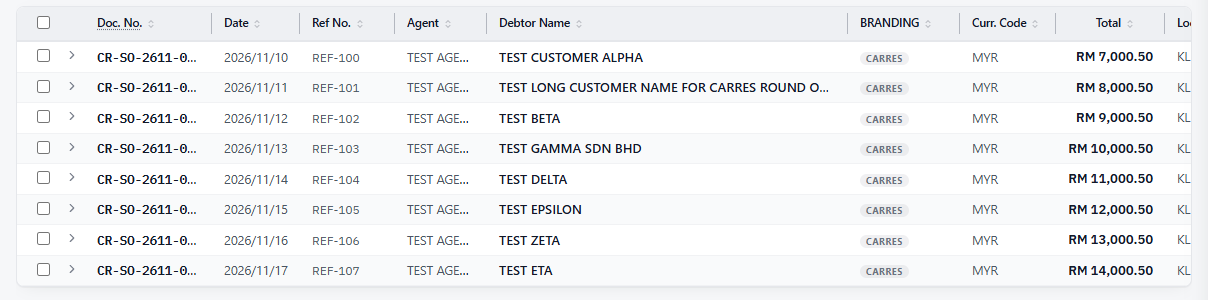 Doc. No. Date Ref No. Agent Debtor Name BRANDING Curr. Code Total Lo
CR-SO-2611-0... 2026/11/10 REF-100 TEST AGE... TEST CUSTOMER ALPHA CARRES MYR RM 7,000.50 KL
CR-SO-2611-0... 2026/11/11 REF-101 TEST AGE... TEST LONG CUSTOMER NAME FOR CARRES ROUND O... CARRES MYR RM 8,000.50 KL
CR-SO-2611-0... 2026/11/12 REF-102 TEST AGE... TEST BETA CARRES MYR RM 9,000.50 KL
CR-SO-2611-0... 2026/11/13 REF-103 TEST AGE... TEST GAMMA SDN BHD CARRES MYR RM 10,000.50 KL
CR-SO-2611-0... 2026/11/14 REF-104 TEST AGE... TEST DELTA CARRES MYR RM 11,000.50 KL
CR-SO-2611-0... 2026/11/15 REF-105 TEST AGE... TEST EPSILON CARRES MYR RM 12,000.50 KL
CR-SO-2611-0... 2026/11/16 REF-106 TEST AGE... TEST ZETA CARRES MYR RM 13,000.50 KL
CR-SO-2611-0... 2026/11/17 REF-107 TEST AGE... TEST ETA CARRES MYR RM 14,000.50 KL